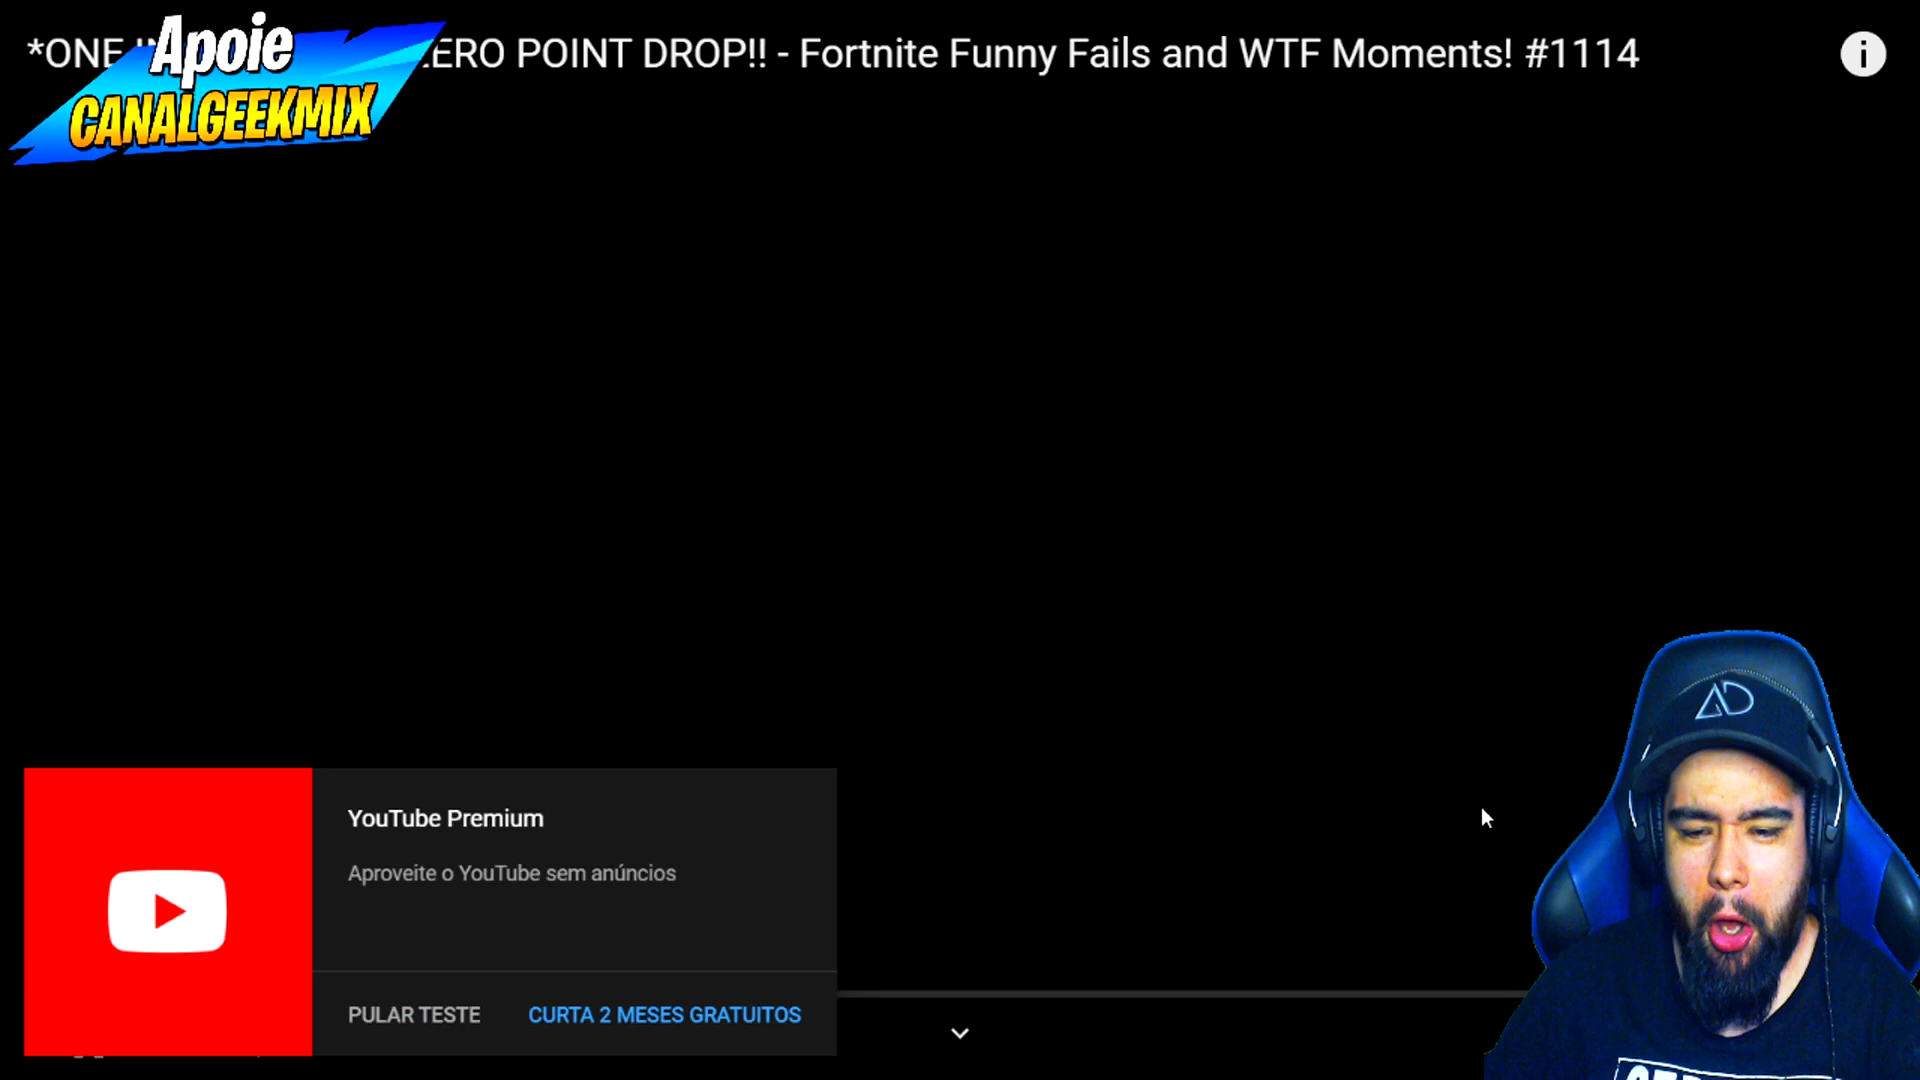 *ONE ERO POINT DROP!! - Fortnite Funny Fails and WTF Moments! #1114
Apoie
CANALGEEKMIX
YouTube Premium
Aproveite o YouTube sem anúncios
PULAR TESTE
CURTA 2 MESES GRATUITOS